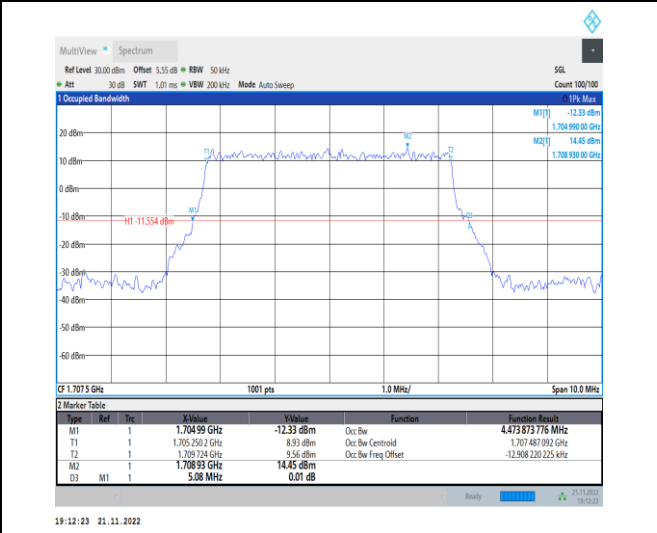 MultiView Spectrum
Ref Level 30.00 dBm Offset 5.55 dB RBW 50 kHz SGL
Att 30 dB SWT 1.01 ms VBW 200 kHz Mode Auto Sweep Count 100/100
1 Occupied Bandwidth 1Pk Max
M1[1] -12.33 dBm
1.704 990 00 GHz
M2[1] 14.45 dBm
1.708 930 00 GHz
20 dBm
10 dBm
0 dBm
-10 dBm
-20 dBm
-30 dBm
-40 dBm
-50 dBm
-60 dBm
T1
M2
T2
M1
D3
H1 -11.554 dBm
CF 1.707 5 GHz 1001 pts 1.0 MHz/ Span 10.0 MHz
2 Marker Table
Type Ref Trc X-Value Y-Value Function Function Result
M1 1 1.704 99 GHz -12.33 dBm Occ Bw 4.473 873 776 MHz
T1 1 1.705 250 2 GHz 8.93 dBm Occ Bw Centroid 1.707 487 092 GHz
T2 1 1.709 724 GHz 9.56 dBm Occ Bw Freq Offset -12.908 220 225 kHz
M2 1 1.708 93 GHz 14.45 dBm
D3 M1 1 5.08 MHz 0.01 dB
Ready 21.11.2022
19:12:22
19:12:23 21.11.2022